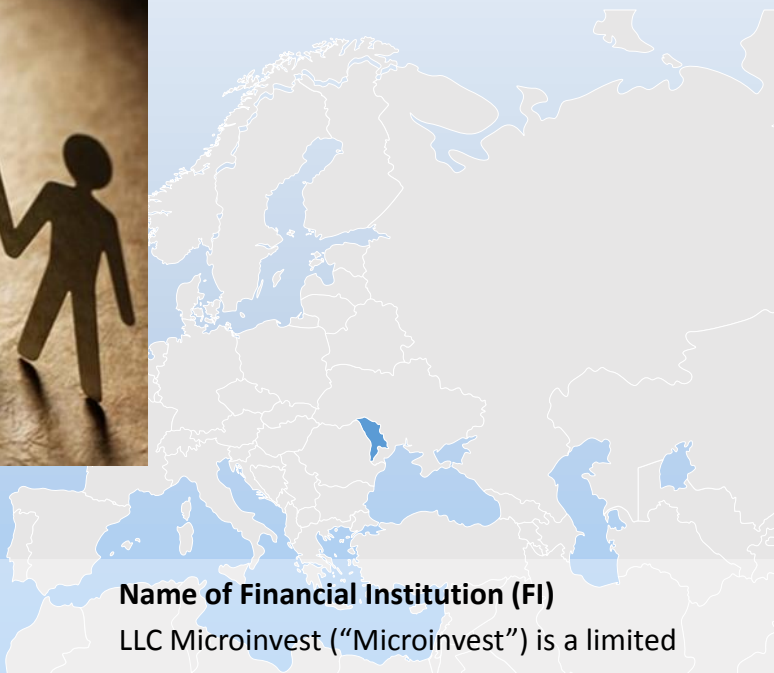 Name of Financial Institution (FI)
LLC Microinvest (“Microinvest”) is a limited